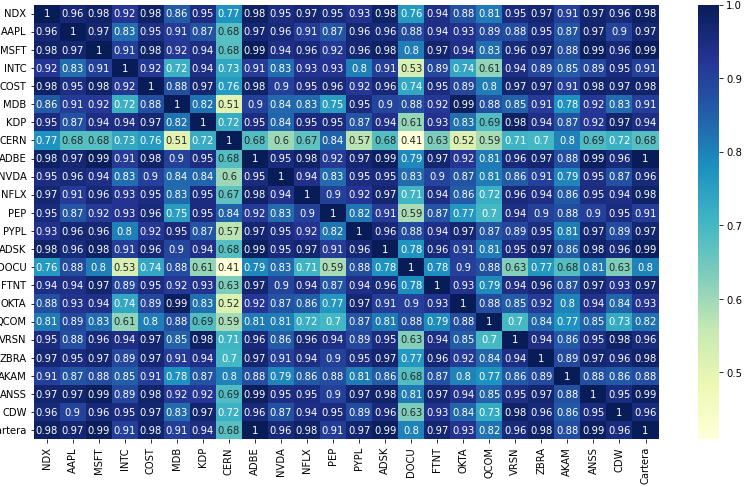 NDX 1 0.96 0.98 0.92 0.98 0.86 0.95 0.77 0.98 0.95 0.97 0.95 0.93 0.98 0.76 0.94 0.88 0.81 0.95 0.97 0.91 0.97 0.96 0.98 1.0
AAPL 0.96 1 0.97 0.83 0.95 0.91 0.87 0.68 0.97 0.96 0.91 0.87 0.96 0.96 0.88 0.94 0.93 0.89 0.88 0.95 0.87 0.97 0.9 0.97
MSFT 0.98 0.97 1 0.91 0.98 0.92 0.94 0.68 0.99 0.94 0.96 0.92 0.96 0.98 0.8 0.97 0.94 0.83 0.96 0.97 0.88 0.99 0.96 0.99
INTC 0.92 0.83 0.91 1 0.92 0.72 0.94 0.73 0.91 0.83 0.93 0.93 0.8 0.91 0.53 0.89 0.74 0.61 0.94 0.89 0.85 0.89 0.95 0.91 0.9
COST 0.98 0.95 0.98 0.92 1 0.88 0.97 0.76 0.98 0.9 0.95 0.96 0.92 0.96 0.74 0.95 0.89 0.8 0.97 0.97 0.91 0.98 0.97 0.98
MDB 0.86 0.91 0.92 0.72 0.88 1 0.82 0.51 0.9 0.84 0.83 0.75 0.95 0.9 0.88 0.92 0.99 0.88 0.85 0.91 0.78 0.92 0.83 0.91
KDP 0.95 0.87 0.94 0.94 0.97 0.82 1 0.72 0.95 0.84 0.95 0.95 0.87 0.94 0.61 0.93 0.83 0.69 0.98 0.94 0.87 0.92 0.97 0.94
CERN 0.77 0.68 0.68 0.73 0.76 0.51 0.72 1 0.68 0.6 0.67 0.84 0.57 0.68 0.41 0.63 0.52 0.59 0.71 0.7 0.8 0.69 0.72 0.68 0.8
ADBE 0.98 0.97 0.99 0.91 0.98 0.9 0.95 0.68 1 0.95 0.98 0.92 0.97 0.99 0.79 0.97 0.92 0.81 0.96 0.97 0.88 0.99 0.96 1
NVDA 0.95 0.96 0.94 0.83 0.9 0.84 0.84 0.6 0.95 1 0.94 0.83 0.95 0.95 0.83 0.9 0.87 0.81 0.86 0.91 0.79 0.95 0.87 0.96
NFLX 0.97 0.91 0.96 0.93 0.95 0.83 0.95 0.67 0.98 0.94 1 0.9 0.92 0.97 0.71 0.94 0.86 0.72 0.94 0.96 0.86 0.95 0.94 0.98
PEP 0.95 0.87 0.92 0.93 0.96 0.75 0.95 0.84 0.92 0.83 0.9 1 0.82 0.91 0.59 0.87 0.77 0.7 0.94 0.9 0.88 0.9 0.95 0.91 0.7
PYPL 0.93 0.96 0.96 0.8 0.92 0.95 0.87 0.57 0.97 0.95 0.92 0.82 1 0.96 0.88 0.94 0.97 0.87 0.89 0.95 0.81 0.97 0.89 0.97
ADSK 0.98 0.96 0.98 0.91 0.96 0.9 0.94 0.68 0.99 0.95 0.97 0.91 0.96 1 0.78 0.96 0.91 0.81 0.95 0.97 0.86 0.98 0.96 0.99
DOCU 0.76 0.88 0.8 0.53 0.74 0.88 0.61 0.41 0.79 0.83 0.71 0.59 0.88 0.78 1 0.78 0.9 0.88 0.63 0.77 0.68 0.81 0.63 0.8
FTNT 0.94 0.94 0.97 0.89 0.95 0.92 0.93 0.63 0.97 0.9 0.94 0.87 0.94 0.96 0.78 1 0.93 0.79 0.94 0.96 0.87 0.97 0.93 0.97
OKTA 0.88 0.93 0.94 0.74 0.89 0.99 0.83 0.52 0.92 0.87 0.86 0.77 0.97 0.91 0.9 0.93 1 0.88 0.85 0.92 0.8 0.94 0.84 0.93 0.6
QCOM 0.81 0.89 0.83 0.61 0.8 0.88 0.69 0.59 0.81 0.81 0.72 0.7 0.87 0.81 0.88 0.79 0.88 1 0.7 0.84 0.77 0.85 0.73 0.82
VRSN 0.95 0.88 0.96 0.94 0.97 0.85 0.98 0.71 0.96 0.86 0.96 0.94 0.89 0.95 0.63 0.94 0.85 0.7 1 0.94 0.86 0.95 0.98 0.96
ZBRA 0.97 0.95 0.97 0.89 0.97 0.91 0.94 0.7 0.97 0.91 0.94 0.9 0.95 0.97 0.77 0.96 0.92 0.84 0.94 1 0.89 0.97 0.96 0.98
AKAM 0.91 0.87 0.88 0.85 0.91 0.78 0.87 0.8 0.88 0.79 0.86 0.88 0.81 0.86 0.68 0.87 0.8 0.77 0.86 0.89 1 0.88 0.86 0.88 0.5
ANSS 0.97 0.97 0.99 0.89 0.98 0.92 0.92 0.69 0.99 0.95 0.95 0.9 0.97 0.98 0.81 0.97 0.94 0.85 0.95 0.97 0.88 1 0.95 0.99
CDW 0.96 0.9 0.96 0.95 0.97 0.83 0.97 0.72 0.96 0.87 0.94 0.95 0.89 0.96 0.63 0.93 0.84 0.73 0.98 0.96 0.86 0.95 1 0.96
artera 0.98 0.97 0.99 0.91 0.98 0.91 0.94 0.68 1 0.96 0.98 0.91 0.97 0.99 0.8 0.97 0.93 0.82 0.96 0.98 0.88 0.99 0.96 1
NDX AAPL MSFT INTC COST MDB KDP CERN ADBE NVDA NFLX PEP PYPL ADSK DOCU FTNT OKTA QCOM VRSN ZBRA AKAM ANSS CDW Cartera